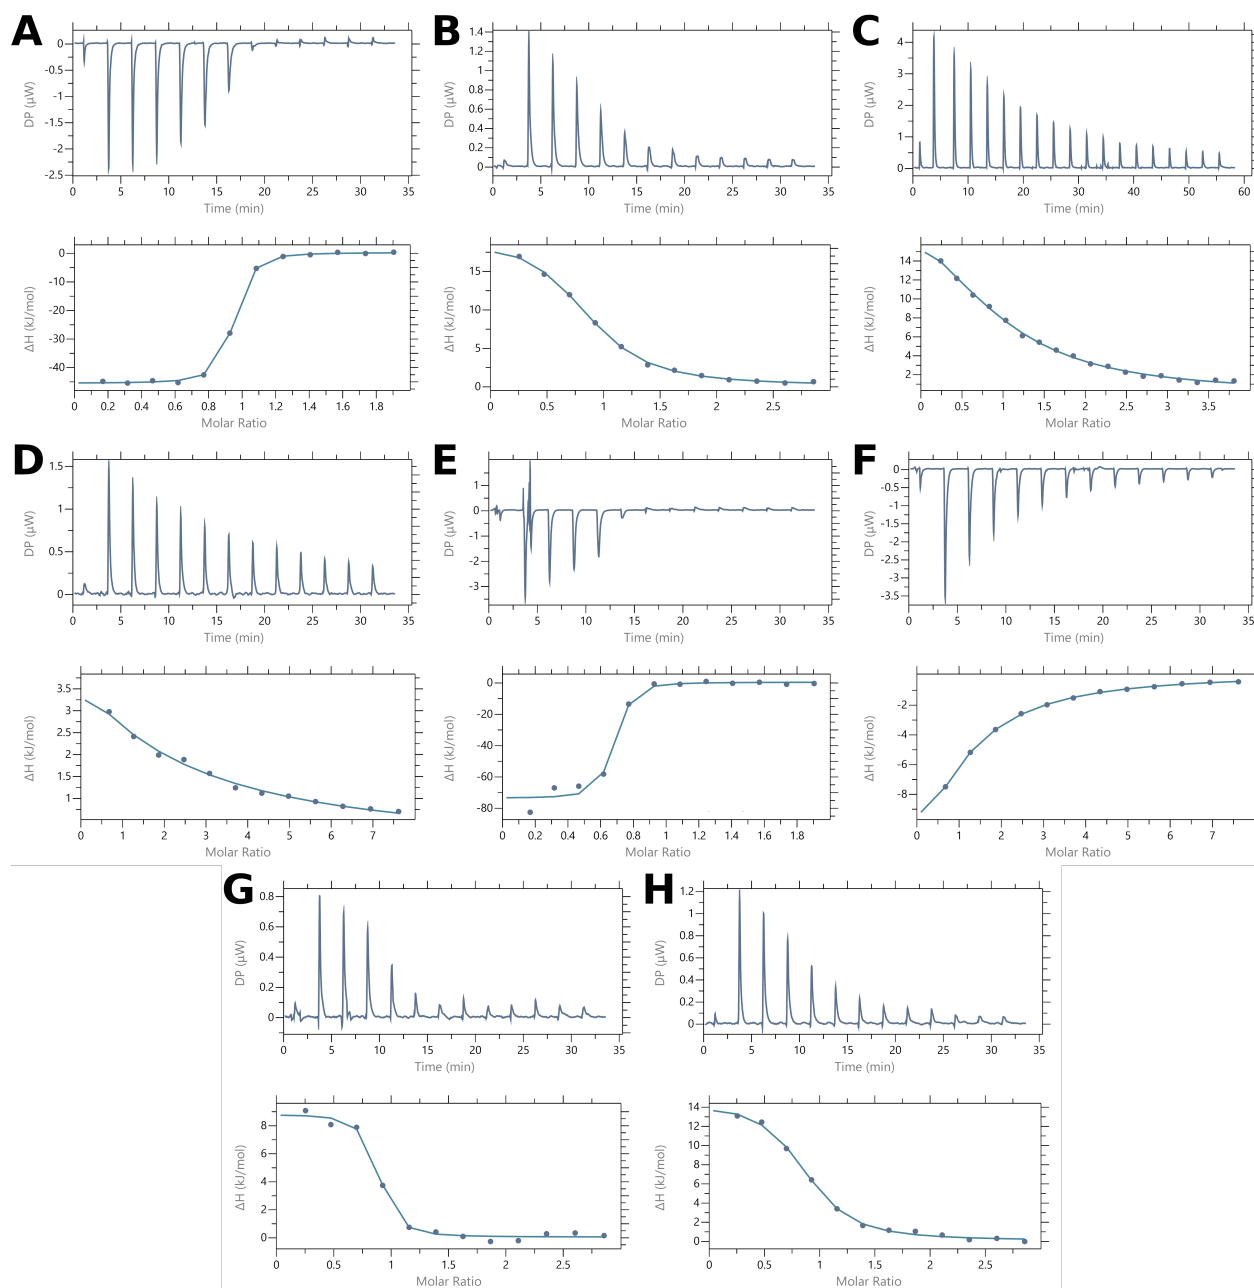 A
B
C
0
-0.5
-1
-1.5
-2
-2.5
DP (µW)
0 5 10 15 20 25 30 35
Time (min)
1.4
1.2
1
0.8
0.6
0.4
0.2
0
DP (µW)
0 5 10 15 20 25 30 35
Time (min)
4
3
2
1
0
DP (µW)
0 10 20 30 40 50 60
Time (min)
0
-10
-20
-30
-40
ΔH (kJ/mol)
0 0.2 0.4 0.6 0.8 1 1.2 1.4 1.6 1.8
Molar Ratio
15
10
5
0
ΔH (kJ/mol)
0 0.5 1 1.5 2 2.5
Molar Ratio
14
12
10
8
6
4
2
ΔH (kJ/mol)
0 0.5 1 1.5 2 2.5 3 3.5
Molar Ratio
D
E
F
1.5
1
0.5
0
DP (µW)
0 5 10 15 20 25 30 35
Time (min)
1
0
-1
-2
-3
DP (µW)
0 5 10 15 20 25 30 35
Time (min)
0
-0.5
-1
-1.5
-2
-2.5
-3
-3.5
DP (µW)
0 5 10 15 20 25 30 35
Time (min)
3.5
3
2.5
2
1.5
1
ΔH (kJ/mol)
0 1 2 3 4 5 6 7
Molar Ratio
0
-20
-40
-60
-80
ΔH (kJ/mol)
0 0.2 0.4 0.6 0.8 1 1.2 1.4 1.6 1.8
Molar Ratio
-2
-4
-6
-8
ΔH (kJ/mol)
0 1 2 3 4 5 6 7
Molar Ratio
G
H
0.8
0.6
0.4
0.2
0
DP (µW)
0 5 10 15 20 25 30 35
Time (min)
1.2
1
0.8
0.6
0.4
0.2
0
DP (µW)
0 5 10 15 20 25 30 35
Time (min)
8
6
4
2
0
ΔH (kJ/mol)
0 0.5 1 1.5 2 2.5
Molar Ratio
14
12
10
8
6
4
2
0
ΔH (kJ/mol)
0 0.5 1 1.5 2 2.5
Molar Ratio